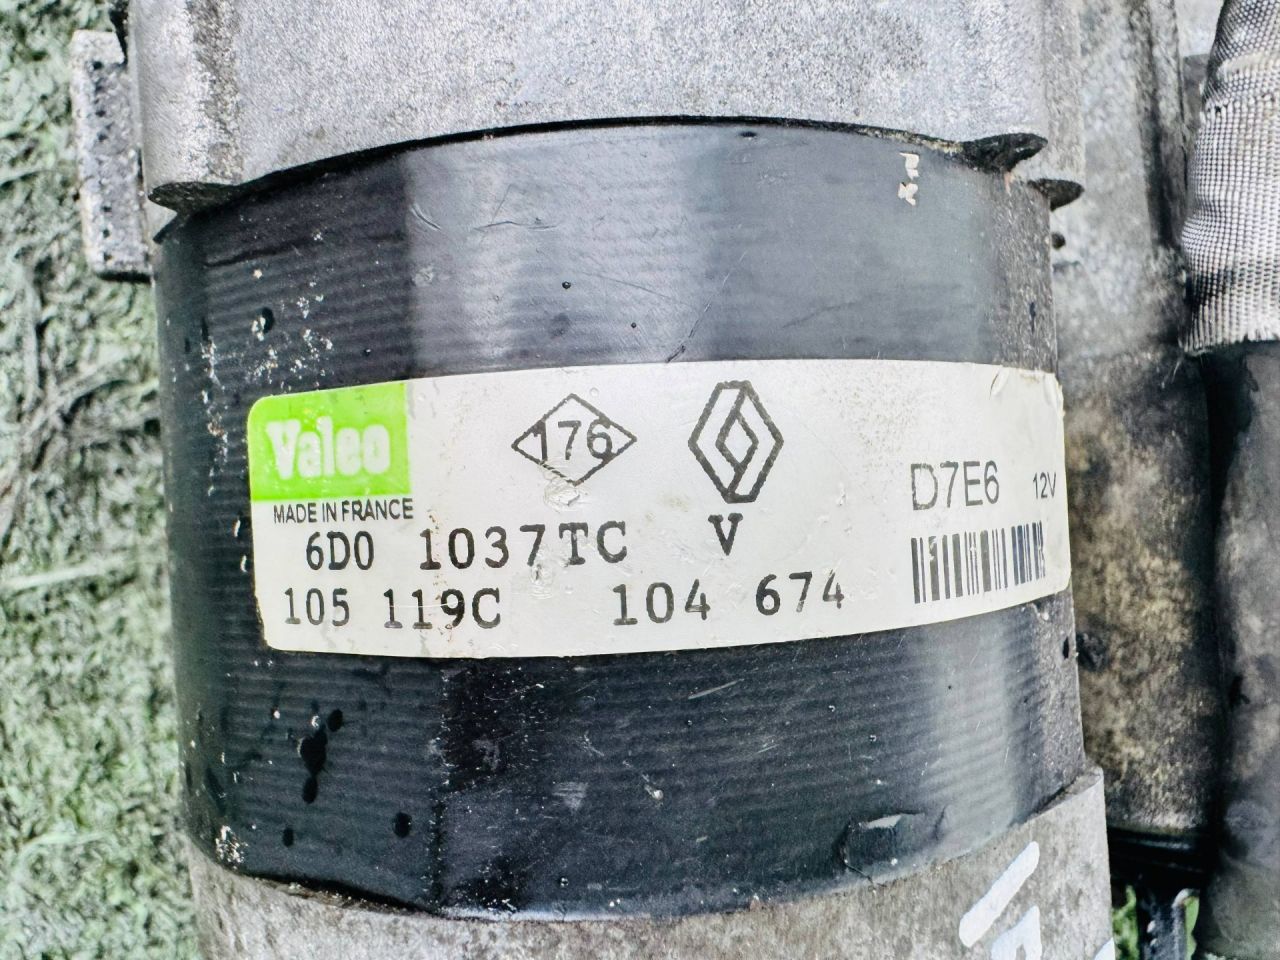 Valeo
MADE IN FRANCE
176
D7E6 12V
6D0 1037TC V
105 119C 104 674